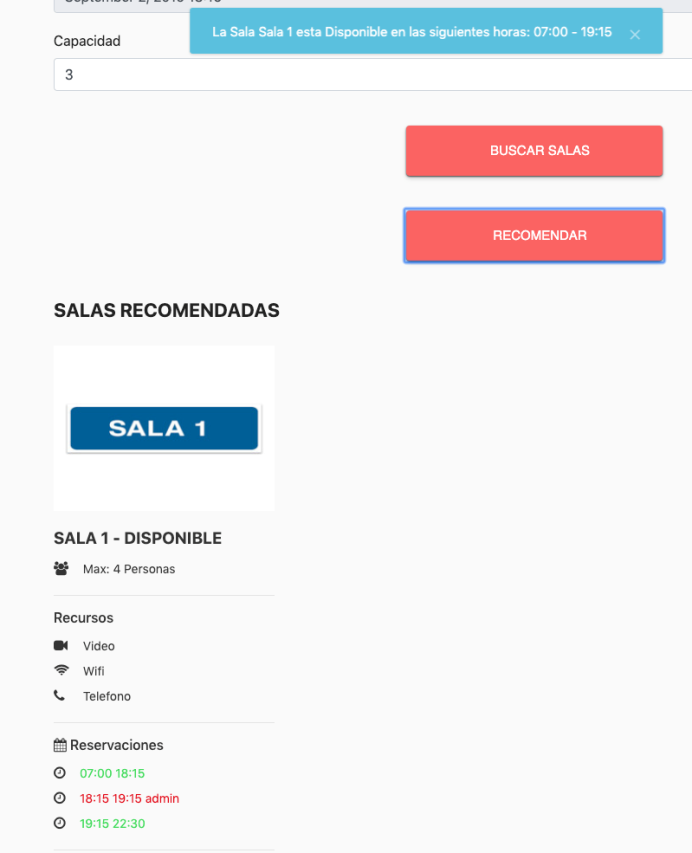 La Sala Sala 1 esta Disponible en las siguientes horas: 07:00 - 19:15 ×
Capacidad
3
BUSCAR SALAS
RECOMENDAR
SALAS RECOMENDADAS
SALA 1
SALA 1 - DISPONIBLE
Max: 4 Personas
Recursos
Video
Wifi
Telefono
Reservaciones
07:00 18:15
18:15 19:15 admin
19:15 22:30